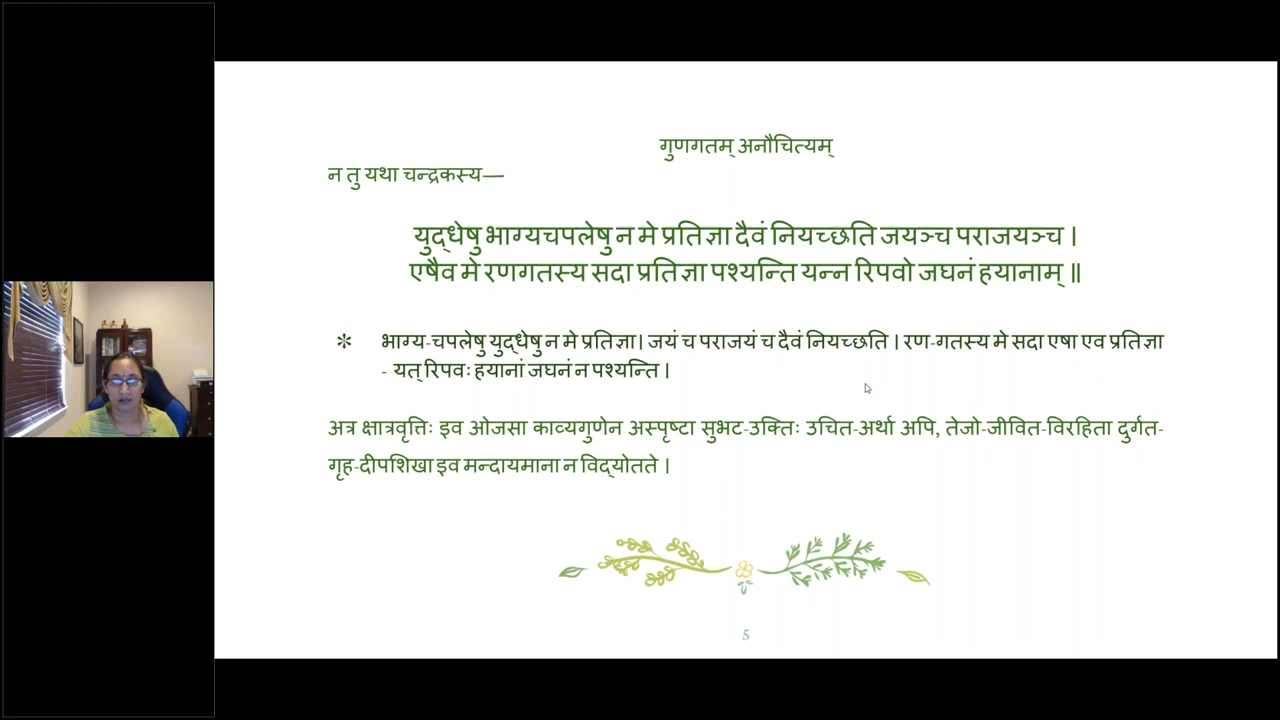 गुणगतम् अनौचित्यम्
न तु यथा चन्द्रकस्य—
युद्धेषु भाग्यचपलेषु न मे प्रतिज्ञा दैवं नियच्छति जयञ्च पराजयञ्च ।
एषैव मे रणगतस्य सदा प्रतिज्ञा पश्यन्ति यन्न रिपवो जघनं हयानाम् ॥
* भाग्य-चपलेषु युद्धेषु न मे प्रतिज्ञा। जयं च पराजयं च दैवं नियच्छति । रण-गतस्य मे सदा एषा एव प्रतिज्ञा
- यत् रिपवः हयानां जघनं न पश्यन्ति ।
अत्र क्षात्रवृत्तिः इव ओजसा काव्यगुणेन अस्पृष्टा सुभट-उक्तिः उचित-अर्था अपि, तेजो-जीवित-विरहिता दुर्गत-
गृह-दीपशिखा इव मन्दायमाना न विद्योतते ।
5